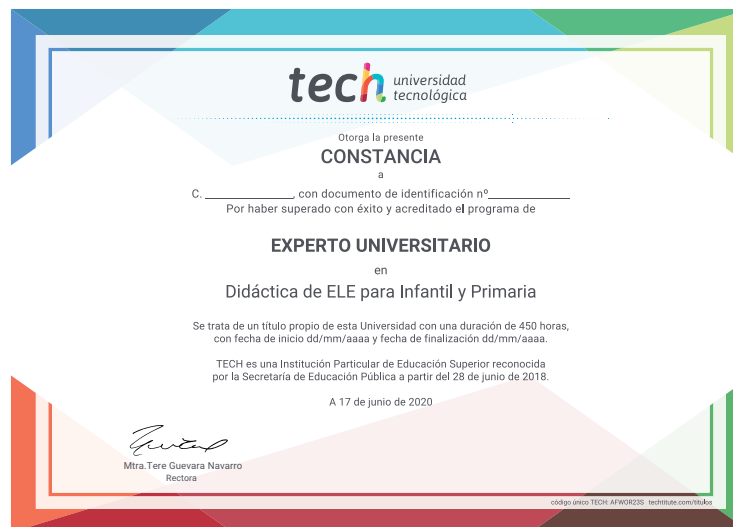 tech universidad
tecnológica
Otorga la presente
CONSTANCIA
a
C. ________________, con documento de identificación nº______________
Por haber superado con éxito y acreditado el programa de
EXPERTO UNIVERSITARIO
en
Didáctica de ELE para Infantil y Primaria
Se trata de un título propio de esta Universidad con una duración de 450 horas,
con fecha de inicio dd/mm/aaaa y fecha de finalización dd/mm/aaaa.
TECH es una Institución Particular de Educación Superior reconocida
por la Secretaría de Educación Pública a partir del 28 de junio de 2018.
A 17 de junio de 2020
Mtra.Tere Guevara Navarro
Rectora
código único TECH: AFWOR23S techtitute.com/titulos